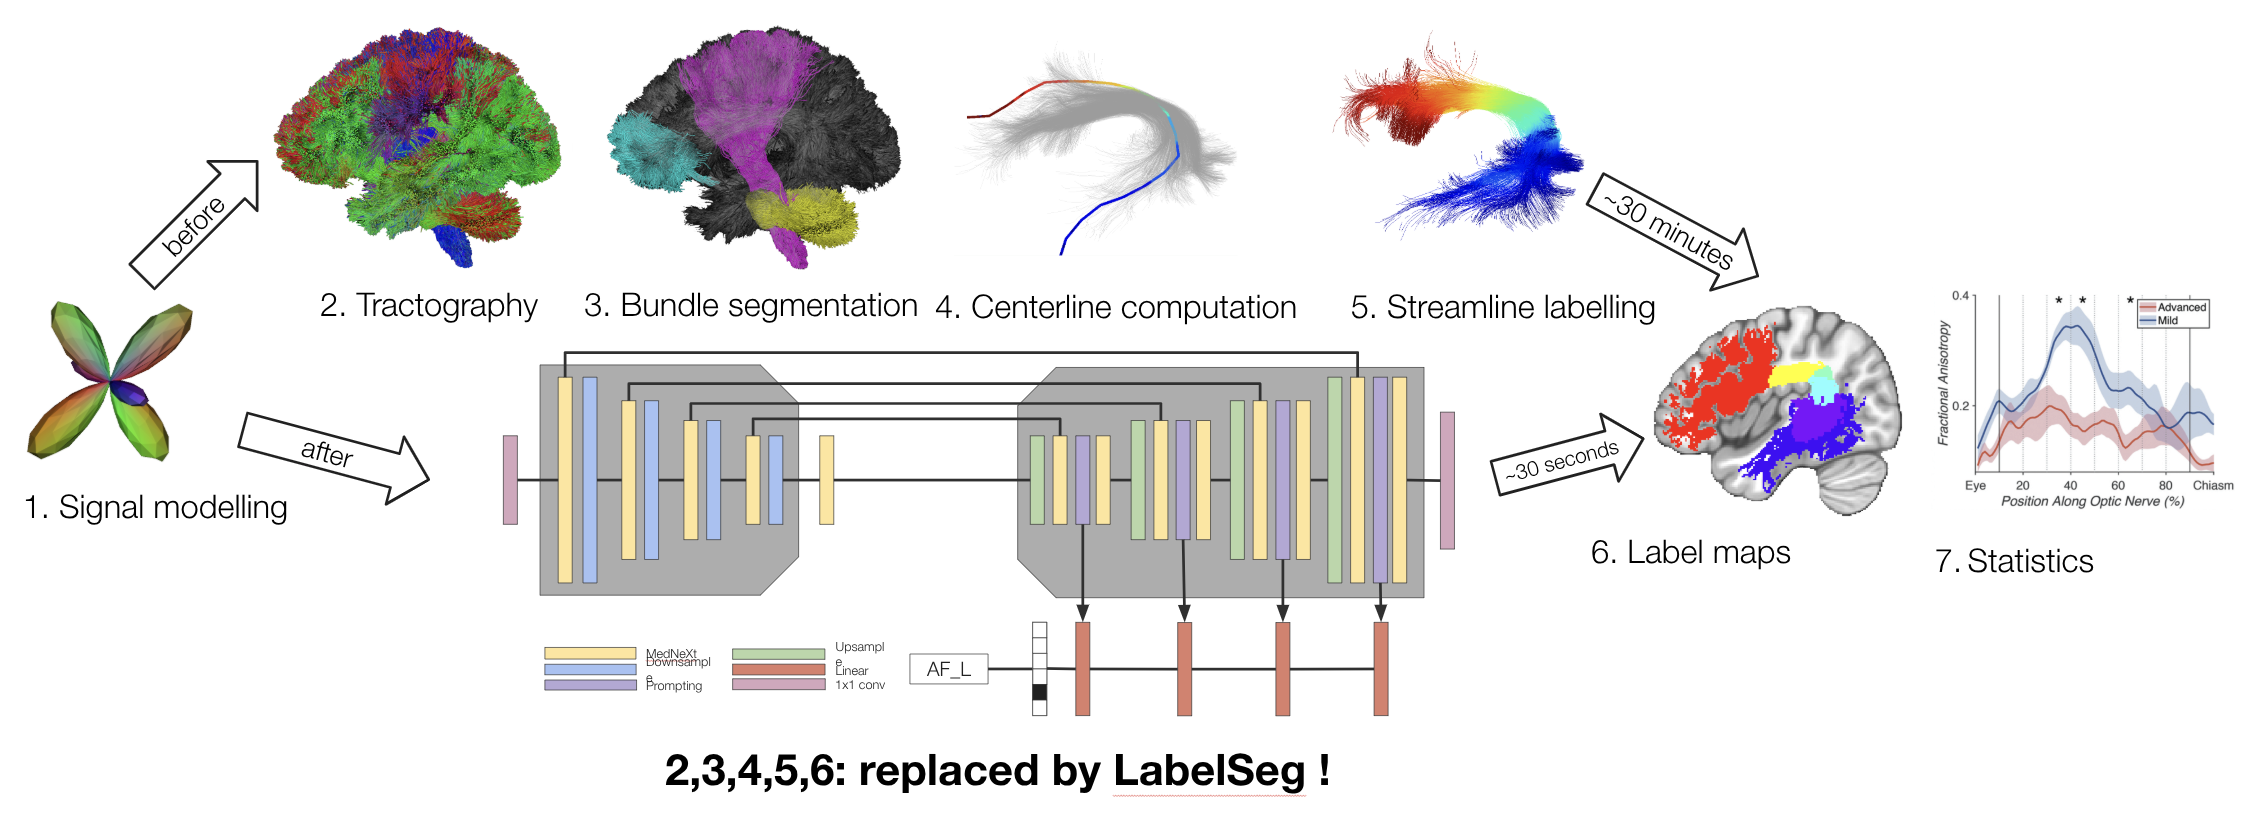 before
2. Tractography
3. Bundle segmentation
4. Centerline computation
5. Streamline labelling
~30 minutes
1. Signal modelling
after
~30 seconds
6. Label maps
0.4
0.2
Fractional Anisotropy
* * *
Advanced
Mild
Eye 20 40 60 80 Chiasm
Position Along Optic Nerve (%)
7. Statistics
MedNeXt
Downsampl
e
Prompting
Upsampl
e
Linear
1x1 conv
AF_L
2,3,4,5,6: replaced by LabelSeg !